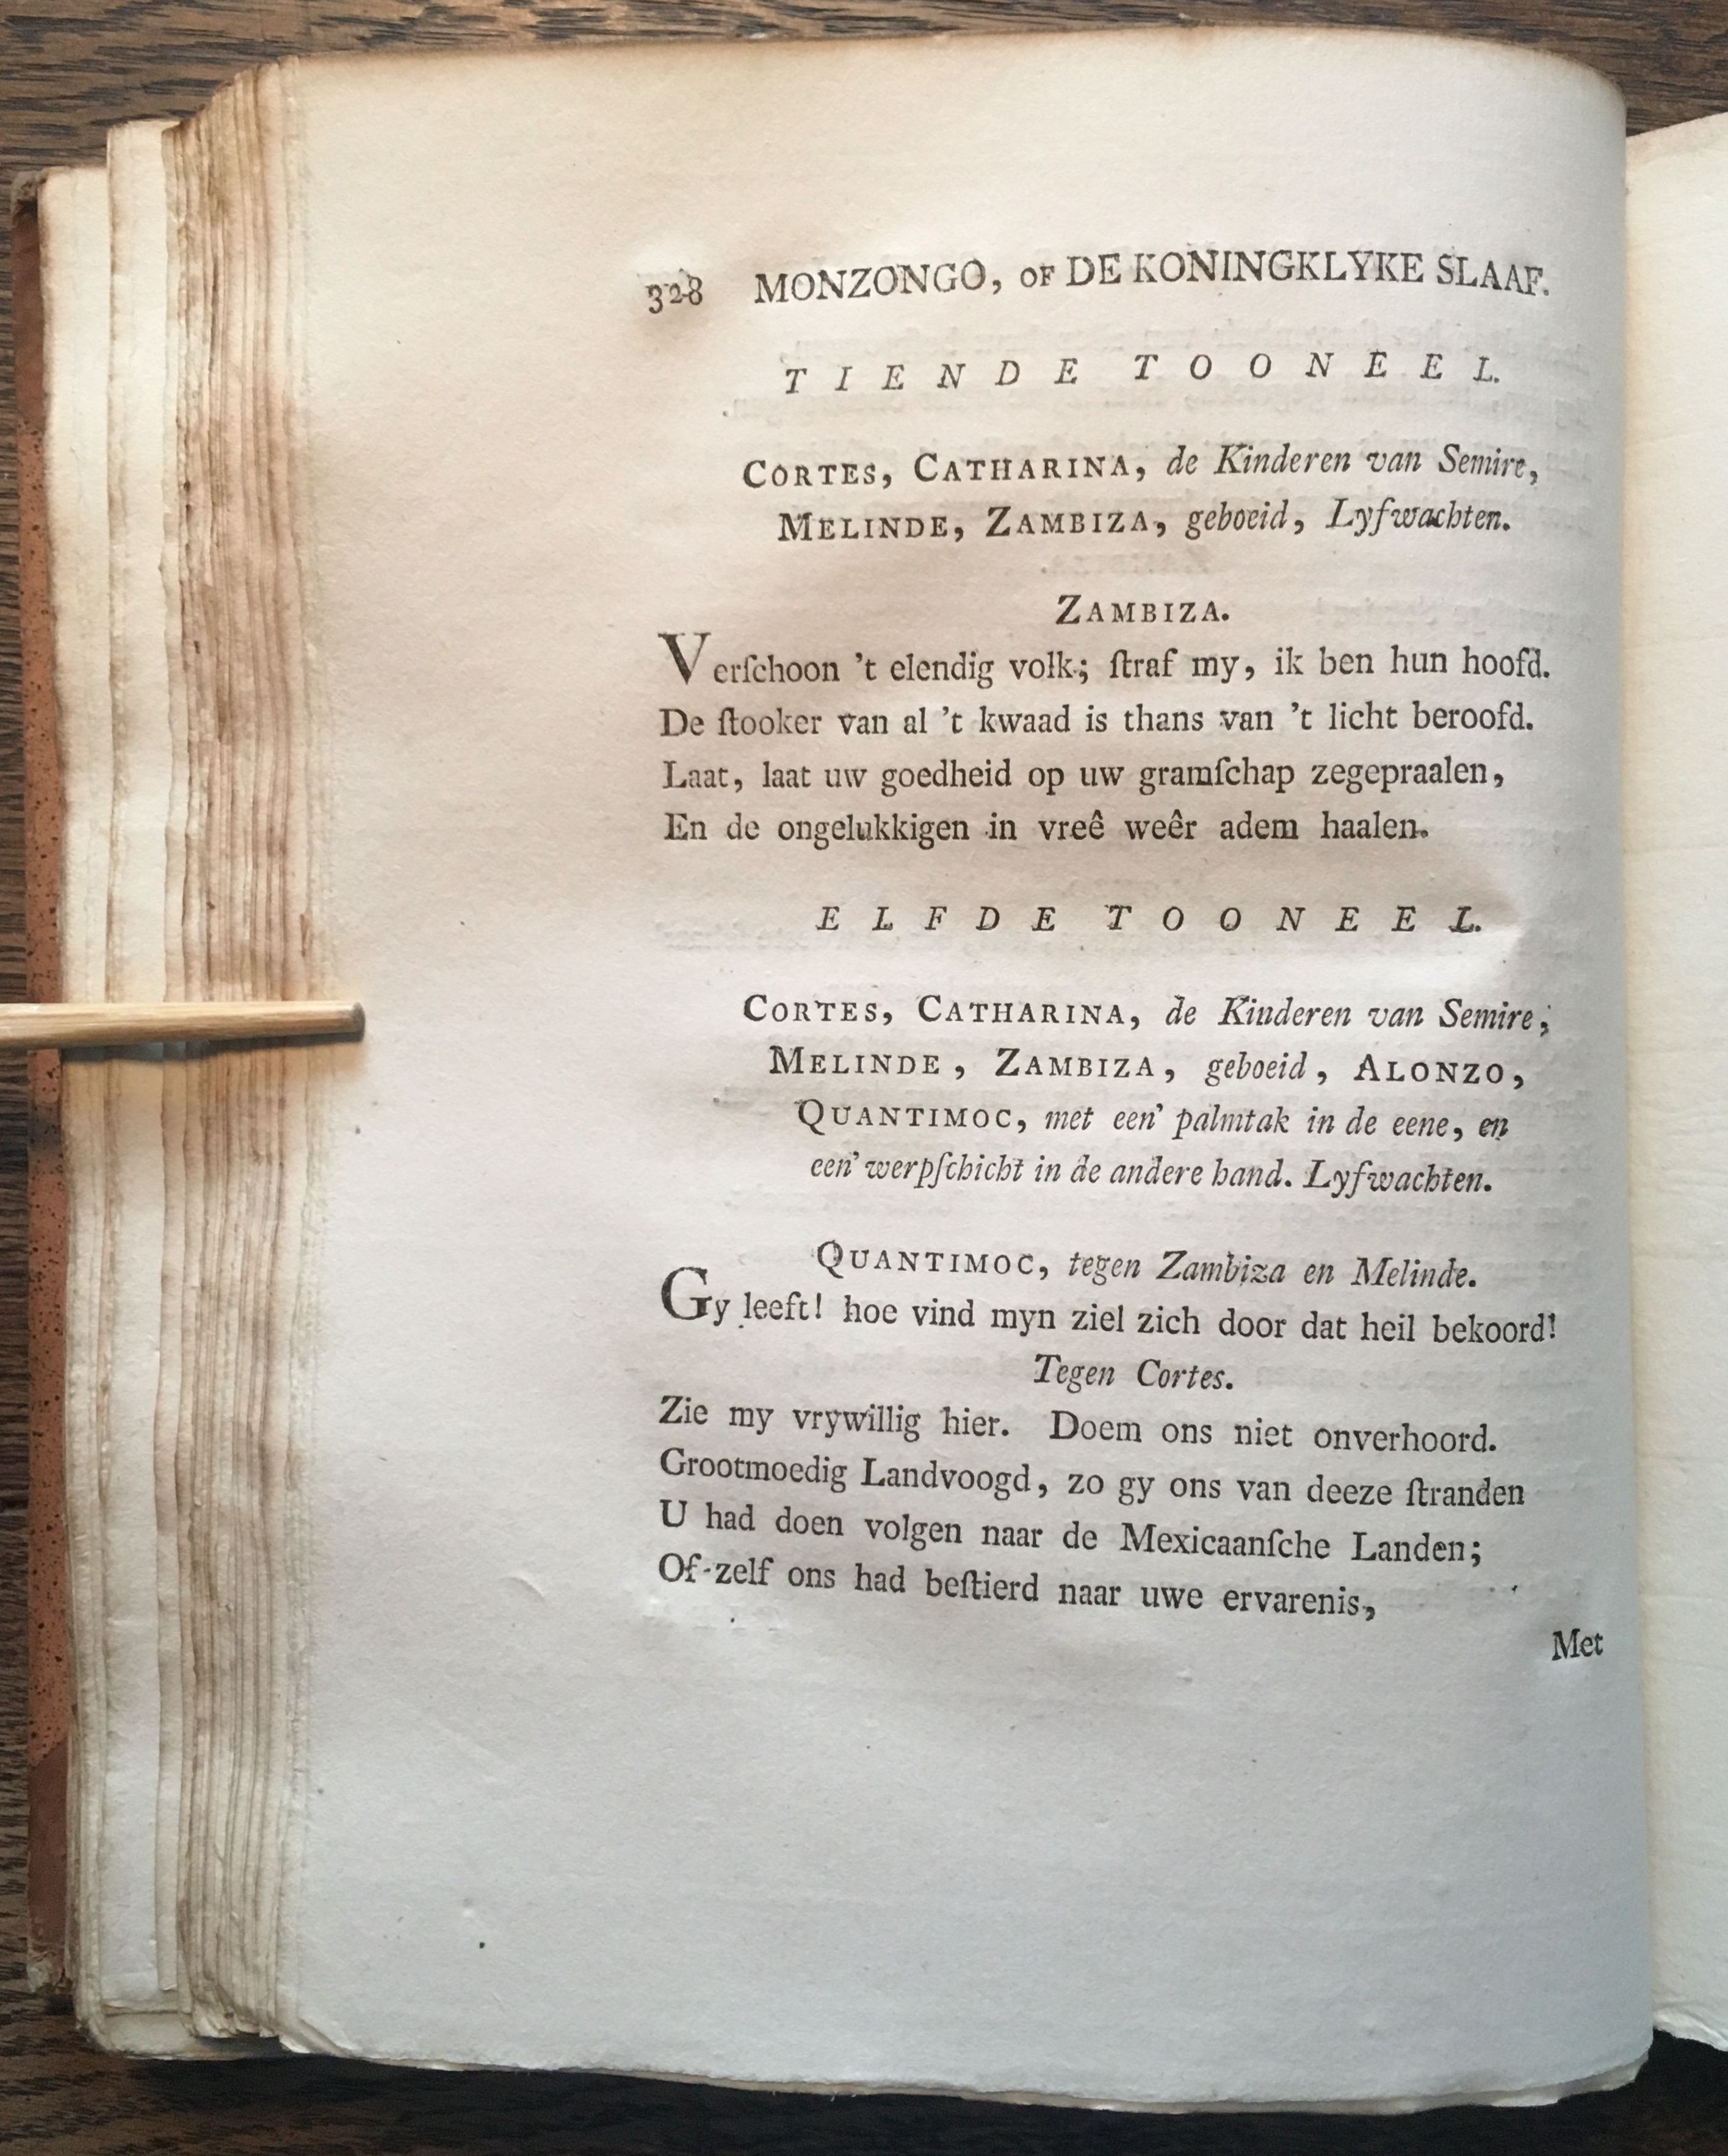 328 MONZONGO, OF DE KONINGKLYKE SLAAF.
TIENDE TOONEEL.
CORTES, CATHARINA, de Kinderen van Semire,
MELINDE, ZAMBIZA, geboeid, Lyfwachten.
ZAMBIZA.
Verſchoon 't elendig volk; ſtraf my, ik ben hun hoofd.
De ſtooker van al 't kwaad is thans van 't licht beroofd.
Laat, laat uw goedheid op uw gramſchap zegepraalen,
En de ongelukkigen in vreê weêr adem haalen.
ELFDE TOONEEL.
CORTES, CATHARINA, de Kinderen van Semire,
MELINDE, ZAMBIZA, geboeid, ALONZO,
QUANTIMOC, met een' palmtak in de eene, en
een' werpſchicht in de andere hand. Lyfwachten.
QUANTIMOC, tegen Zambiza en Melinde.
Gy leeft! hoe vind myn ziel zich door dat heil bekoord!
Tegen Cortes.
Zie my vrywillig hier. Doem ons niet onverhoord.
Grootmoedig Landvoogd, zo gy ons van deeze ſtranden
U had doen volgen naar de Mexicaanſche Landen;
Of-zelf ons had beſtierd naar uwe ervarenis,
Met